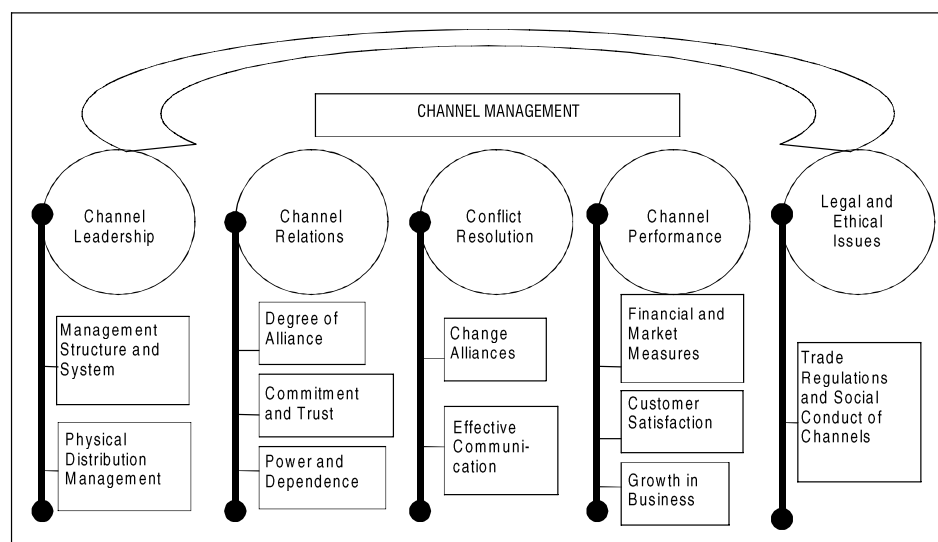 CHANNEL MANAGEMENT
Channel
Leadership
Channel
Relations
Conflict
Resolution
Channel
Performance
Legal and
Ethical
Issues
Management
Structure and
System
Physical
Distribution
Management
Degree of
Alliance
Commitment
and Trust
Power and
Dependence
Change
Alliances
Effective
Communi-
cation
Financial and
Market
Measures
Customer
Satisfaction
Growth in
Business
Trade
Regulations
and Social
Conduct of
Channels